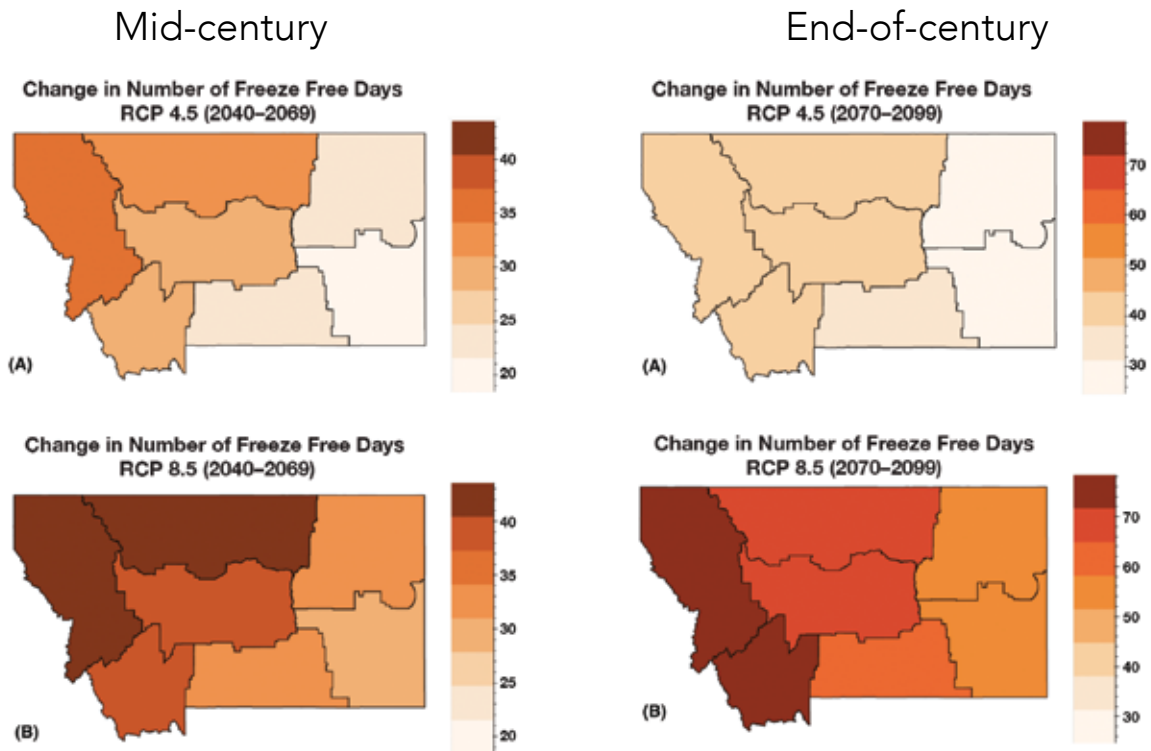 Mid-century
End-of-century
Change in Number of Freeze Free Days
RCP 4.5 (2040–2069)
40
35
30
25
20
(A)
Change in Number of Freeze Free Days
RCP 4.5 (2070–2099)
70
60
50
40
30
(A)
Change in Number of Freeze Free Days
RCP 8.5 (2040–2069)
40
35
30
25
20
(B)
Change in Number of Freeze Free Days
RCP 8.5 (2070–2099)
70
60
50
40
30
(B)